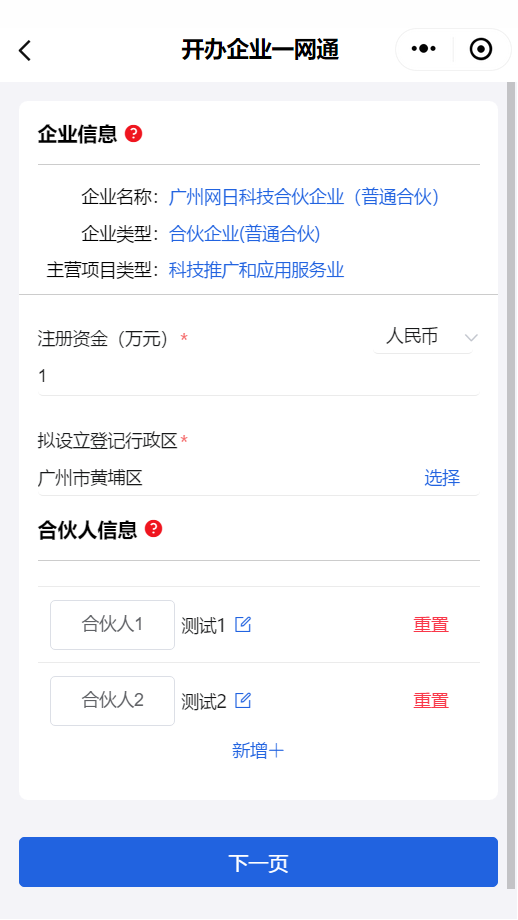 开办企业一网通
企业信息 ?
企业名称： 广州网日科技合伙企业（普通合伙）
企业类型： 合伙企业(普通合伙)
主营项目类型： 科技推广和应用服务业
注册资金（万元） * 人民币
1
拟设立登记行政区*
广州市黄埔区 选择
合伙人信息 ?
合伙人1 测试1 重置
合伙人2 测试2 重置
新增+
下一页